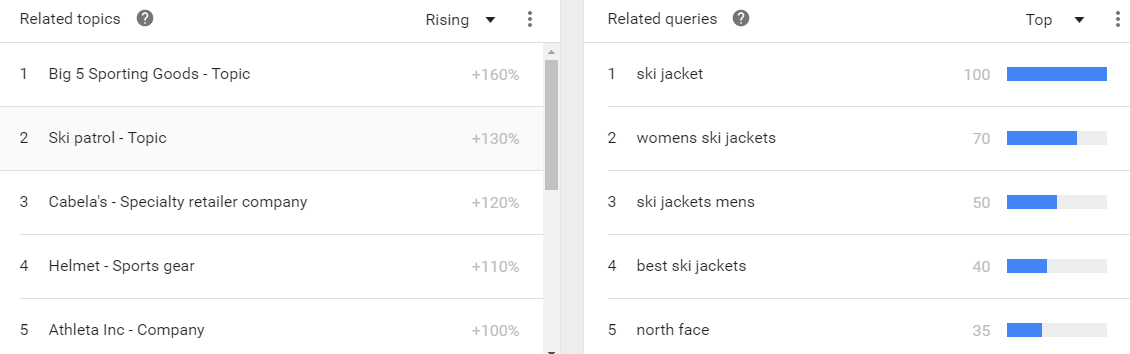 Related topics ? Rising
1 Big 5 Sporting Goods - Topic +160%
2 Ski patrol - Topic +130%
3 Cabela's - Specialty retailer company +120%
4 Helmet - Sports gear +110%
5 Athleta Inc - Company +100%
Related queries ? Top
1 ski jacket 100
2 womens ski jackets 70
3 ski jackets mens 50
4 best ski jackets 40
5 north face 35